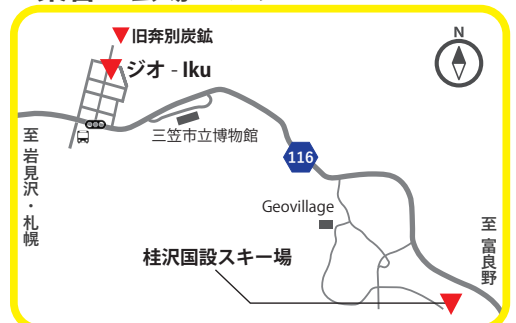 旧奔別炭鉱
ジオ - Iku
N
三笠市立博物館
116
至 岩見沢・札幌
Geovillage
至 富良野
桂沢国設スキー場